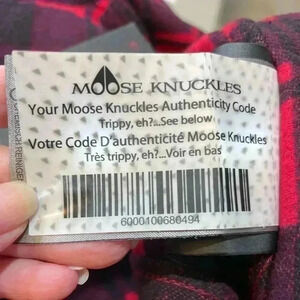 MOOSE KNUCKLES
Your Moose Knuckles Authenticity Code
Trippy, eh?...See below
Votre Code D'authenticité Moose Knuckles
Très trippy, eh?...Voir en bas
6000100680494